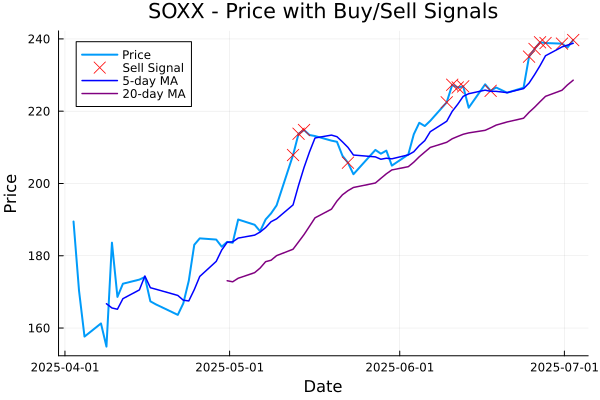 SOXX - Price with Buy/Sell Signals
240
220
200
180
160
Price
Price
Sell Signal
5-day MA
20-day MA
2025-04-01
2025-05-01
2025-06-01
2025-07-01
Date